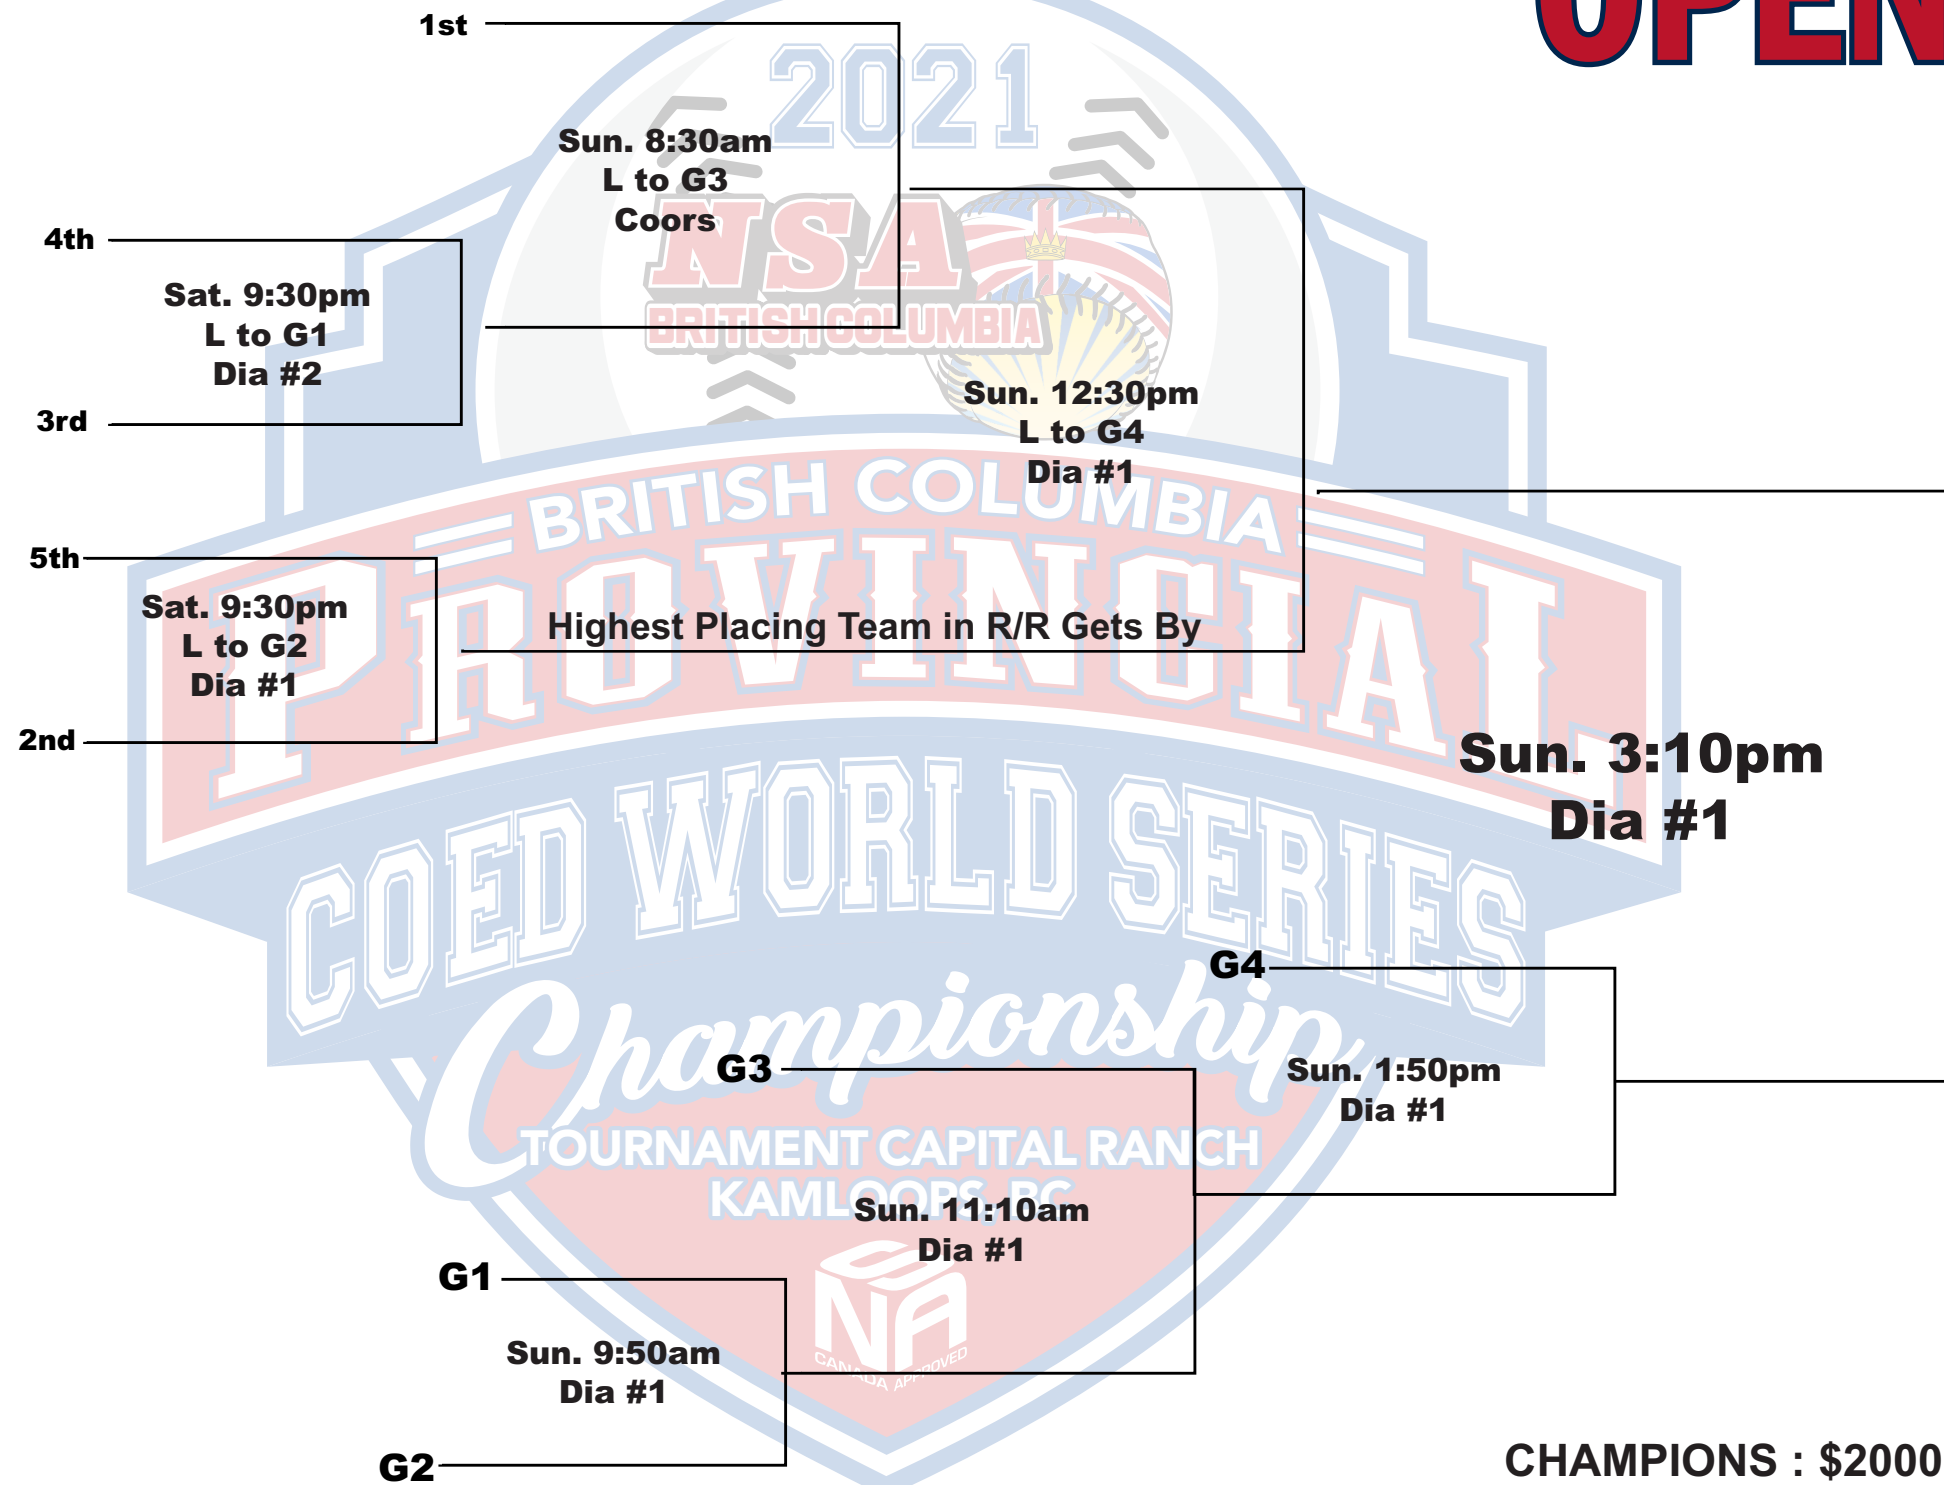 OPEN
1st
2021
Sun. 8:30am
L to G3
Coors
NSA
BRITISH COLUMBIA
4th
Sat. 9:30pm
L to G1
Dia #2
3rd
Sun. 12:30pm
L to G4
Dia #1
BRITISH COLUMBIA
PROVINCIAL
5th
Sat. 9:30pm
L to G2
Dia #1
2nd
Highest Placing Team in R/R Gets By
Sun. 3:10pm
Dia #1
COED WORLD SERIES
Championship
G4
G3
Sun. 1:50pm
Dia #1
TOURNAMENT CAPITAL RANCH
KAMLOOPS, BC
Sun. 11:10am
Dia #1
G1
NSA
CANADA APPROVED
Sun. 9:50am
Dia #1
G2
CHAMPIONS : $2000